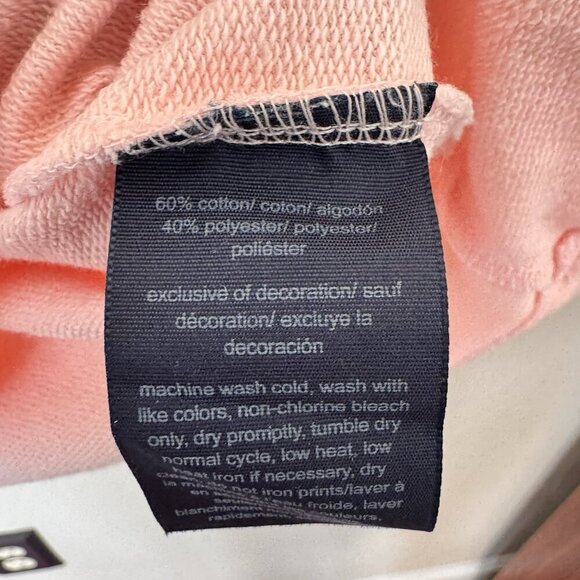 60% cotton/ coton/ algodón
40% polyester/ polyester/
poliéster
exclusive of decoration/ sauf
décoration/ excluye la
decoración
machine wash cold, wash with
like colors, non-chlorine bleach
only, dry promptly, tumble dry
normal cycle, low heat, low
heat iron if necessary, dry
not iron prints/laver à
froide, laver